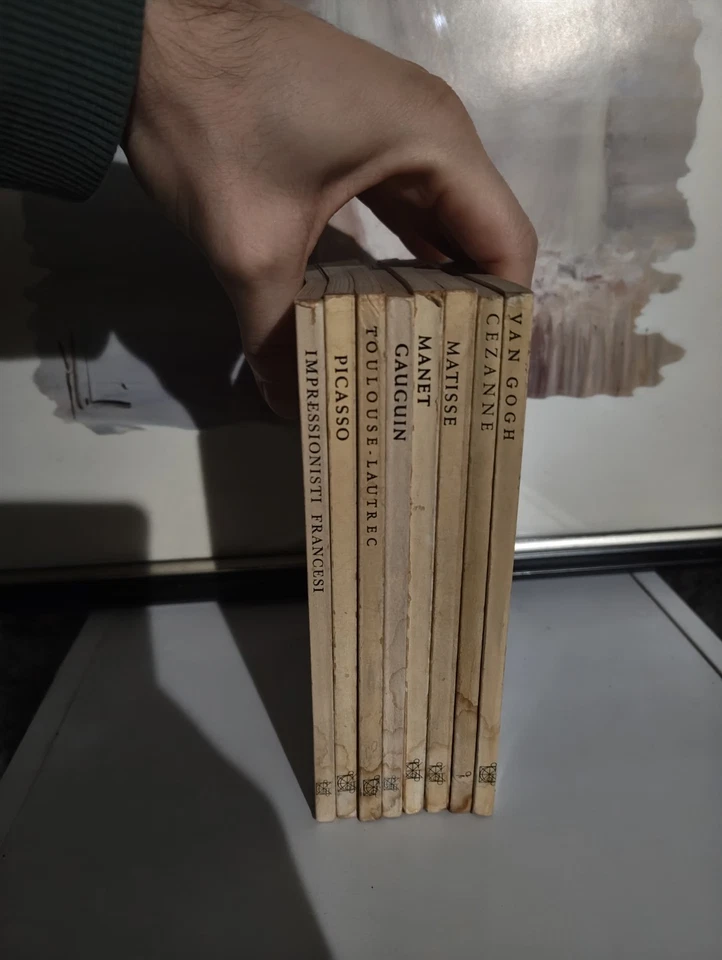 IMPRESSIONISTI FRANCESI
PICASSO
TOULOUSE-LAUTREC
GAUGUIN
MANET
MATISSE
CEZANNE
VAN GOGH